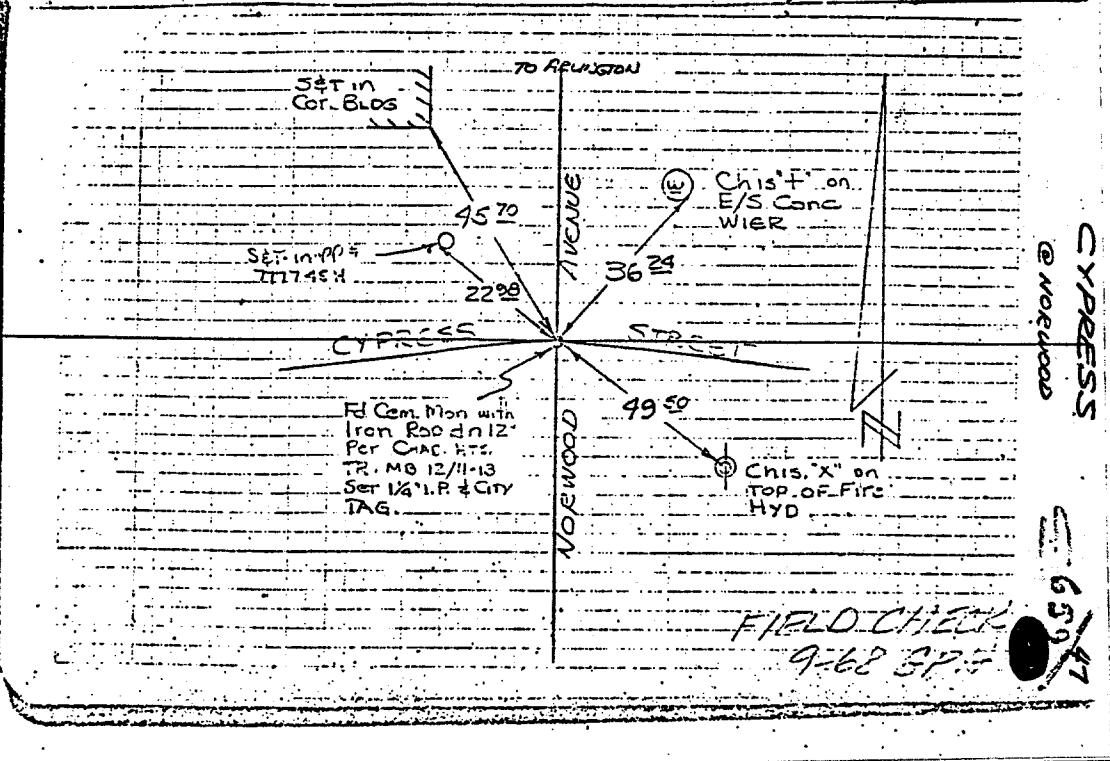 TO ARLINGTON
S&T in
Cor. BLDG
AVENUE
Chis "+" on
E/S Conc
WIER
45 70
S&T. in PP #
777745H
36 24
22 98
CYPRESS STREET
CYPRESS
@ NORWOOD
Fd Cem. Mon with
Iron Rod dn 12"
Per
TR. MB 12/11-13
Set 1/4" I.P. & City
TAG.
49 50
NORWOOD
Chis. "X" on
TOP OF Fire
HYD
FIELD CHECK
9-68
47